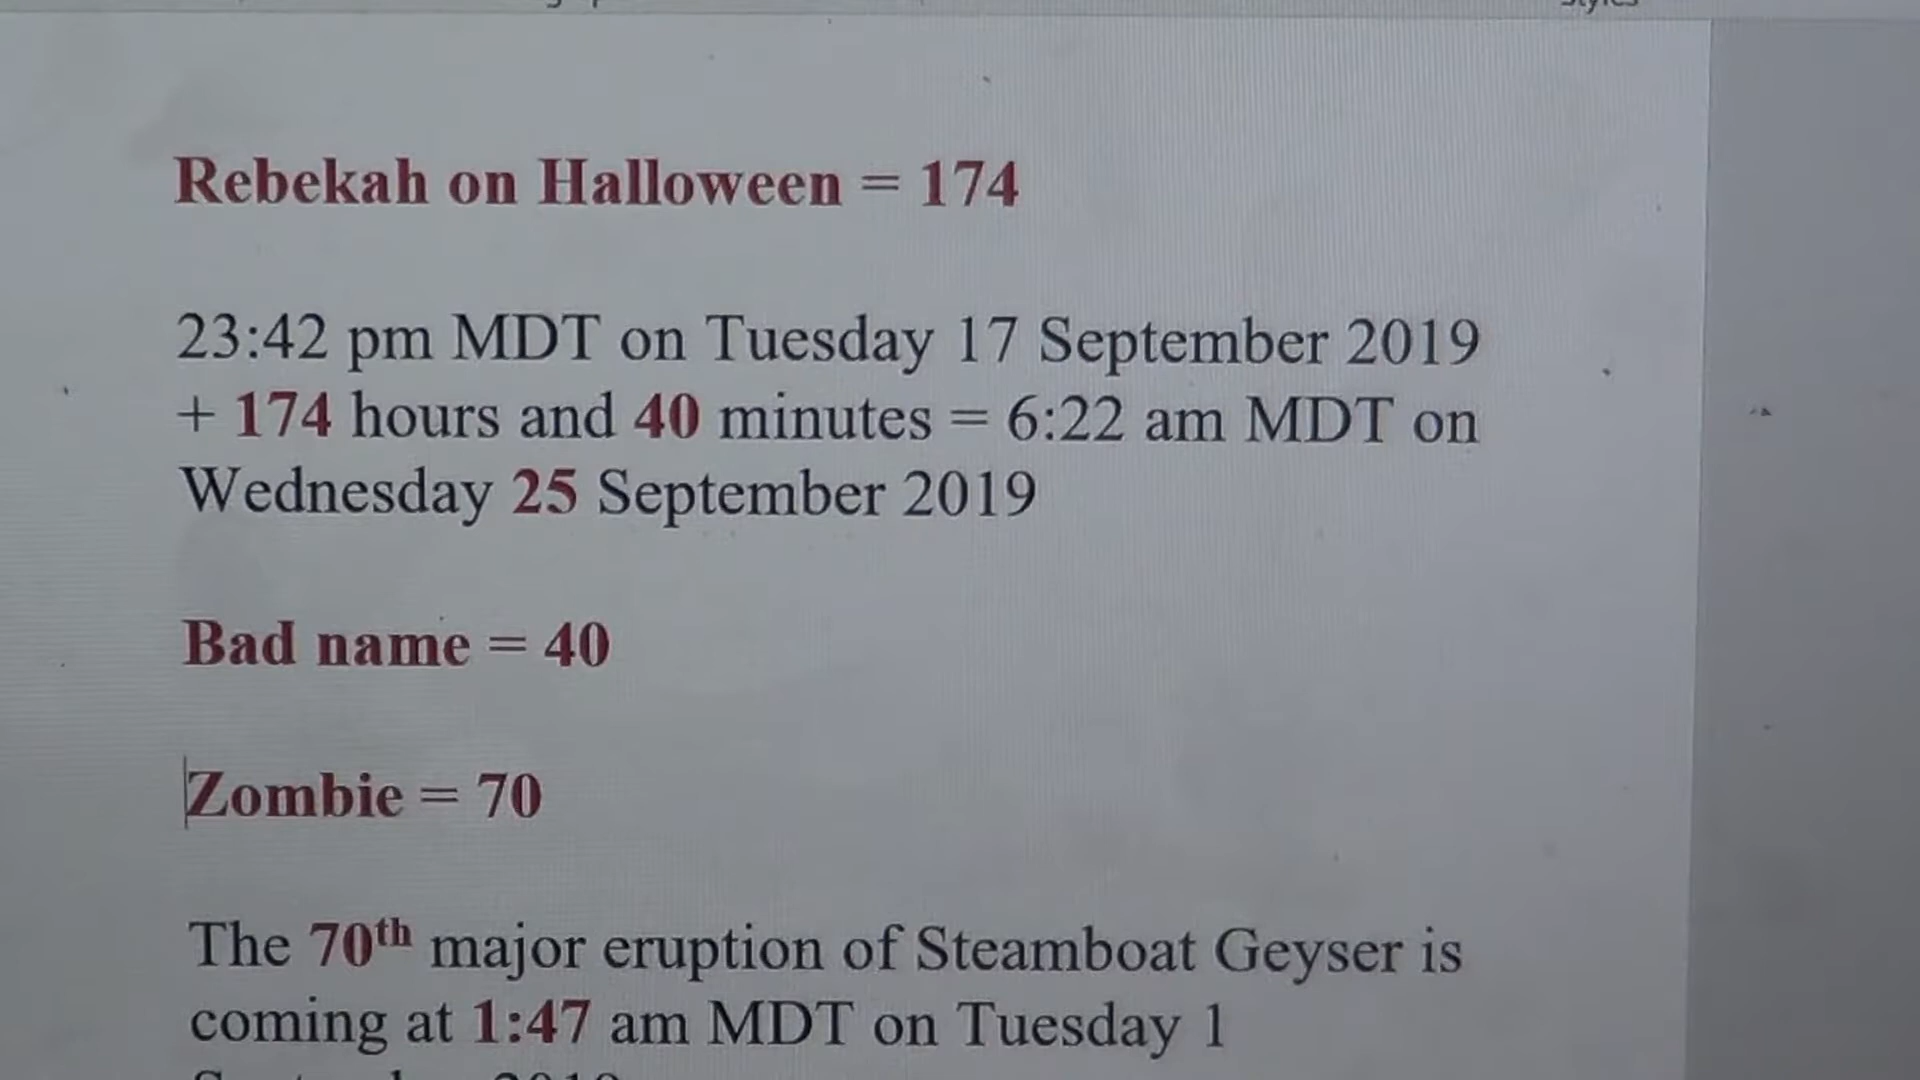 Rebekah on Halloween = 174
23:42 pm MDT on Tuesday 17 September 2019
+ 174 hours and 40 minutes = 6:22 am MDT on
Wednesday 25 September 2019
Bad name = 40
Zombie = 70
The 70th major eruption of Steamboat Geyser is
coming at 1:47 am MDT on Tuesday 1